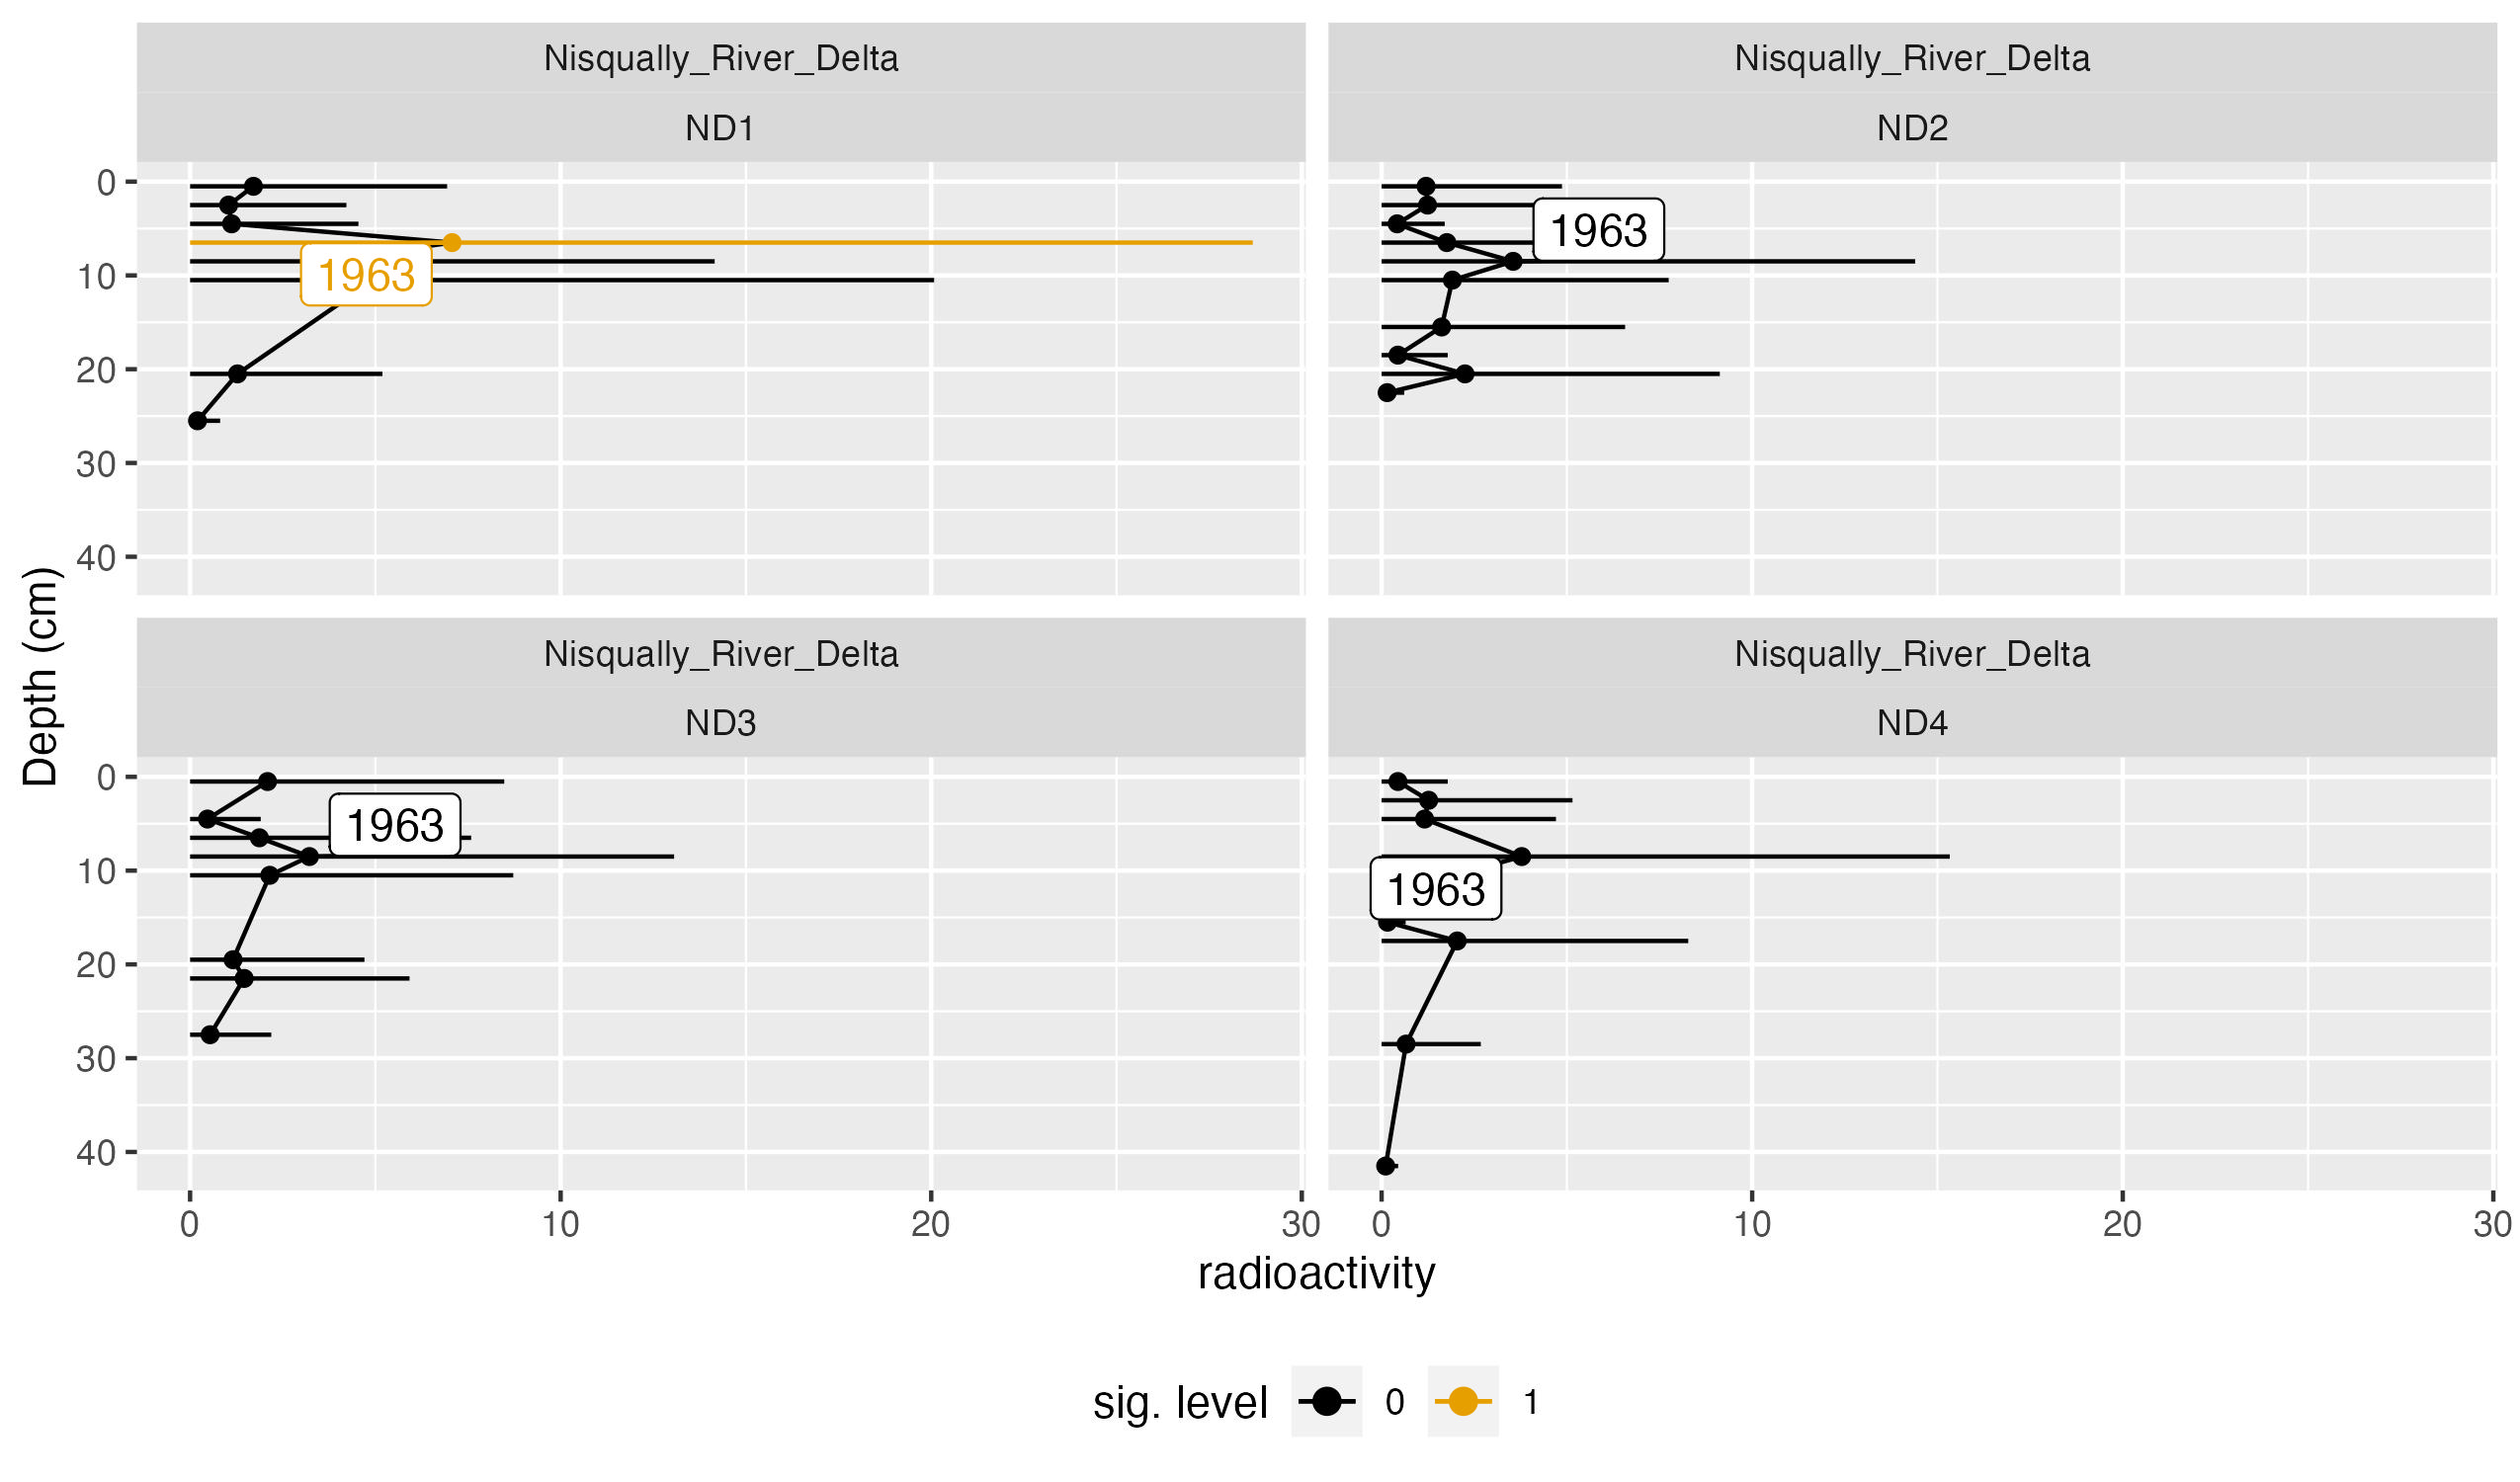 Nisqually_River_Delta
ND1
Nisqually_River_Delta
ND2
0
10
20
30
40
1963
1963
Depth (cm)
Nisqually_River_Delta
ND3
Nisqually_River_Delta
ND4
0
10
20
30
40
1963
1963
0 10 20 30
0 10 20 30
radioactivity
sig. level 0 1